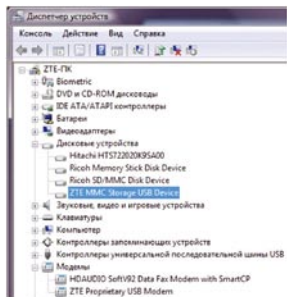 Диспетчер устройств
Консоль Действие Вид Справка
ZTE-ПК
Biometric
DVD и CD-ROM дисководы
IDE ATA/ATAPI контроллеры
Батареи
Видеоадаптеры
Дисковые устройства
Hitachi HTS722020K9SA00
Ricoh Memory Stick Disk Device
Ricoh SD/MMC Disk Device
ZTE MMC Storage USB Device
Звуковые, видео и игровые устройства
Клавиатуры
Компьютер
Контроллеры запоминающих устройств
Контроллеры универсальной последовательной шины USB
Модемы
HDAUDIO SoftV92 Data Fax Modem with SmartCP
ZTE Proprietary USB Modem